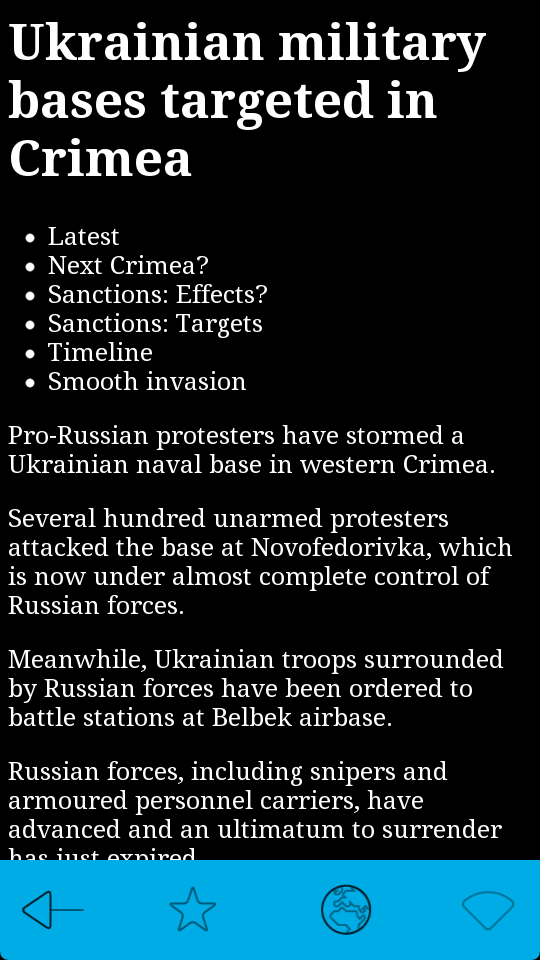 Ukrainian military
bases targeted in
Crimea
Latest
Next Crimea?
Sanctions: Effects?
Sanctions: Targets
Timeline
Smooth invasion
Pro-Russian protesters have stormed a
Ukrainian naval base in western Crimea.
Several hundred unarmed protesters
attacked the base at Novofedorivka, which
is now under almost complete control of
Russian forces.
Meanwhile, Ukrainian troops surrounded
by Russian forces have been ordered to
battle stations at Belbek airbase.
Russian forces, including snipers and
armoured personnel carriers, have
advanced and an ultimatum to surrender
has just expired.